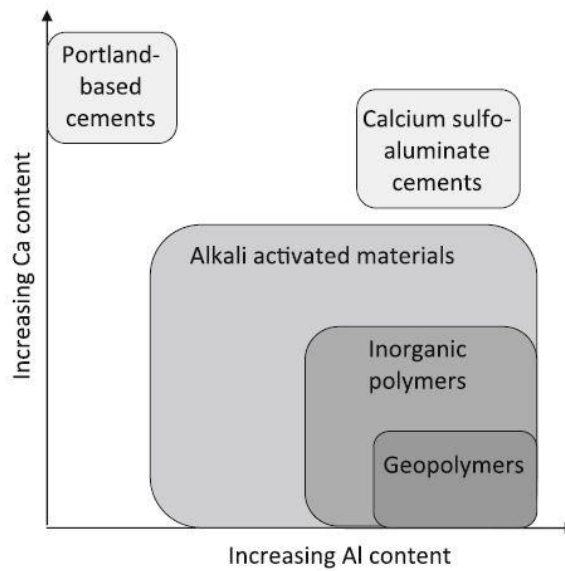 Portland-
based
cements
Calcium sulfo-
aluminate
cements
Alkali activated materials
Inorganic
polymers
Geopolymers
Increasing Ca content
Increasing Al content